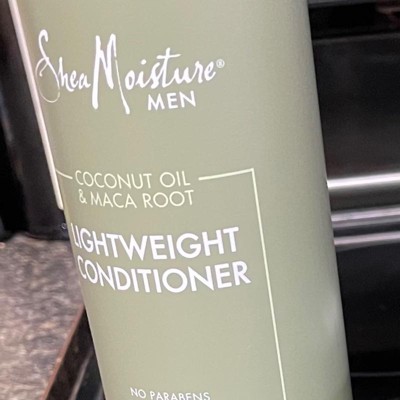 SheaMoisture®
MEN
COCONUT OIL
& MACA ROOT
LIGHTWEIGHT
CONDITIONER
NO PARABENS